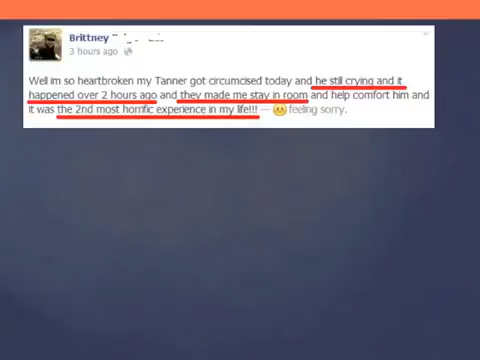 Brittney
3 hours ago
Well im so heartbroken my Tanner got circumcised today and he still crying and it
happened over 2 hours ago and they made me stay in room and help comfort him and
it was the 2nd most horrific experience in my life!!! — feeling sorry.